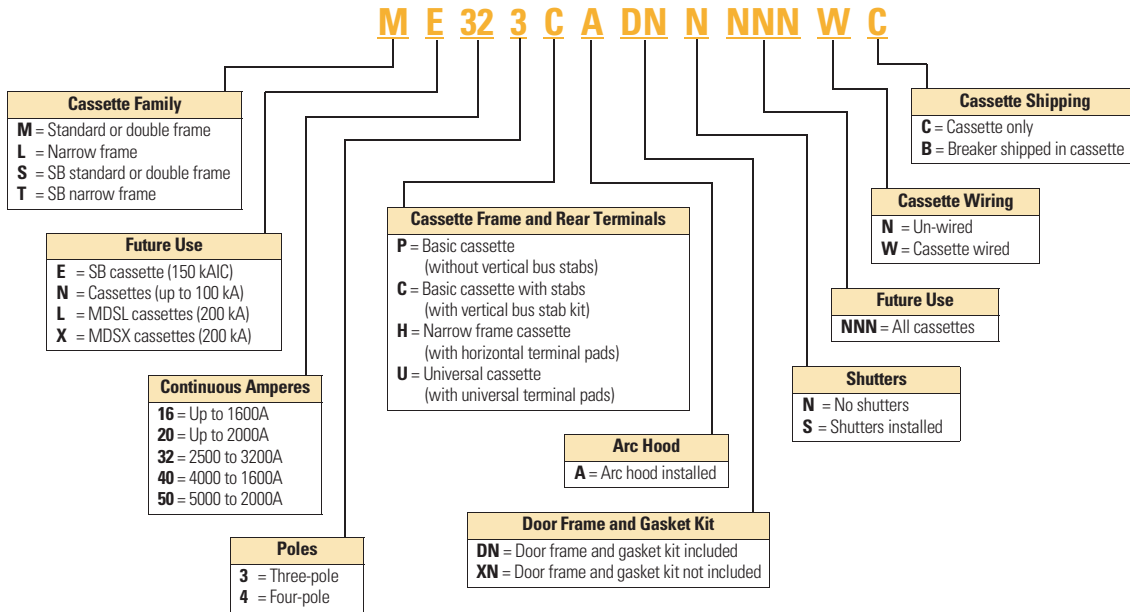 M E 32 3 C A DN N NNN W C
Cassette Family
M = Standard or double frame
L = Narrow frame
S = SB standard or double frame
T = SB narrow frame
Future Use
E = SB cassette (150 kAIC)
N = Cassettes (up to 100 kA)
L = MDSL cassettes (200 kA)
X = MDSX cassettes (200 kA)
Continuous Amperes
16 = Up to 1600A
20 = Up to 2000A
32 = 2500 to 3200A
40 = 4000 to 1600A
50 = 5000 to 2000A
Poles
3 = Three-pole
4 = Four-pole
Cassette Frame and Rear Terminals
P = Basic cassette
(without vertical bus stabs)
C = Basic cassette with stabs
(with vertical bus stab kit)
H = Narrow frame cassette
(with horizontal terminal pads)
U = Universal cassette
(with universal terminal pads)
Arc Hood
A = Arc hood installed
Door Frame and Gasket Kit
DN = Door frame and gasket kit included
XN = Door frame and gasket kit not included
Shutters
N = No shutters
S = Shutters installed
Future Use
NNN = All cassettes
Cassette Wiring
N = Un-wired
W = Cassette wired
Cassette Shipping
C = Cassette only
B = Breaker shipped in cassette